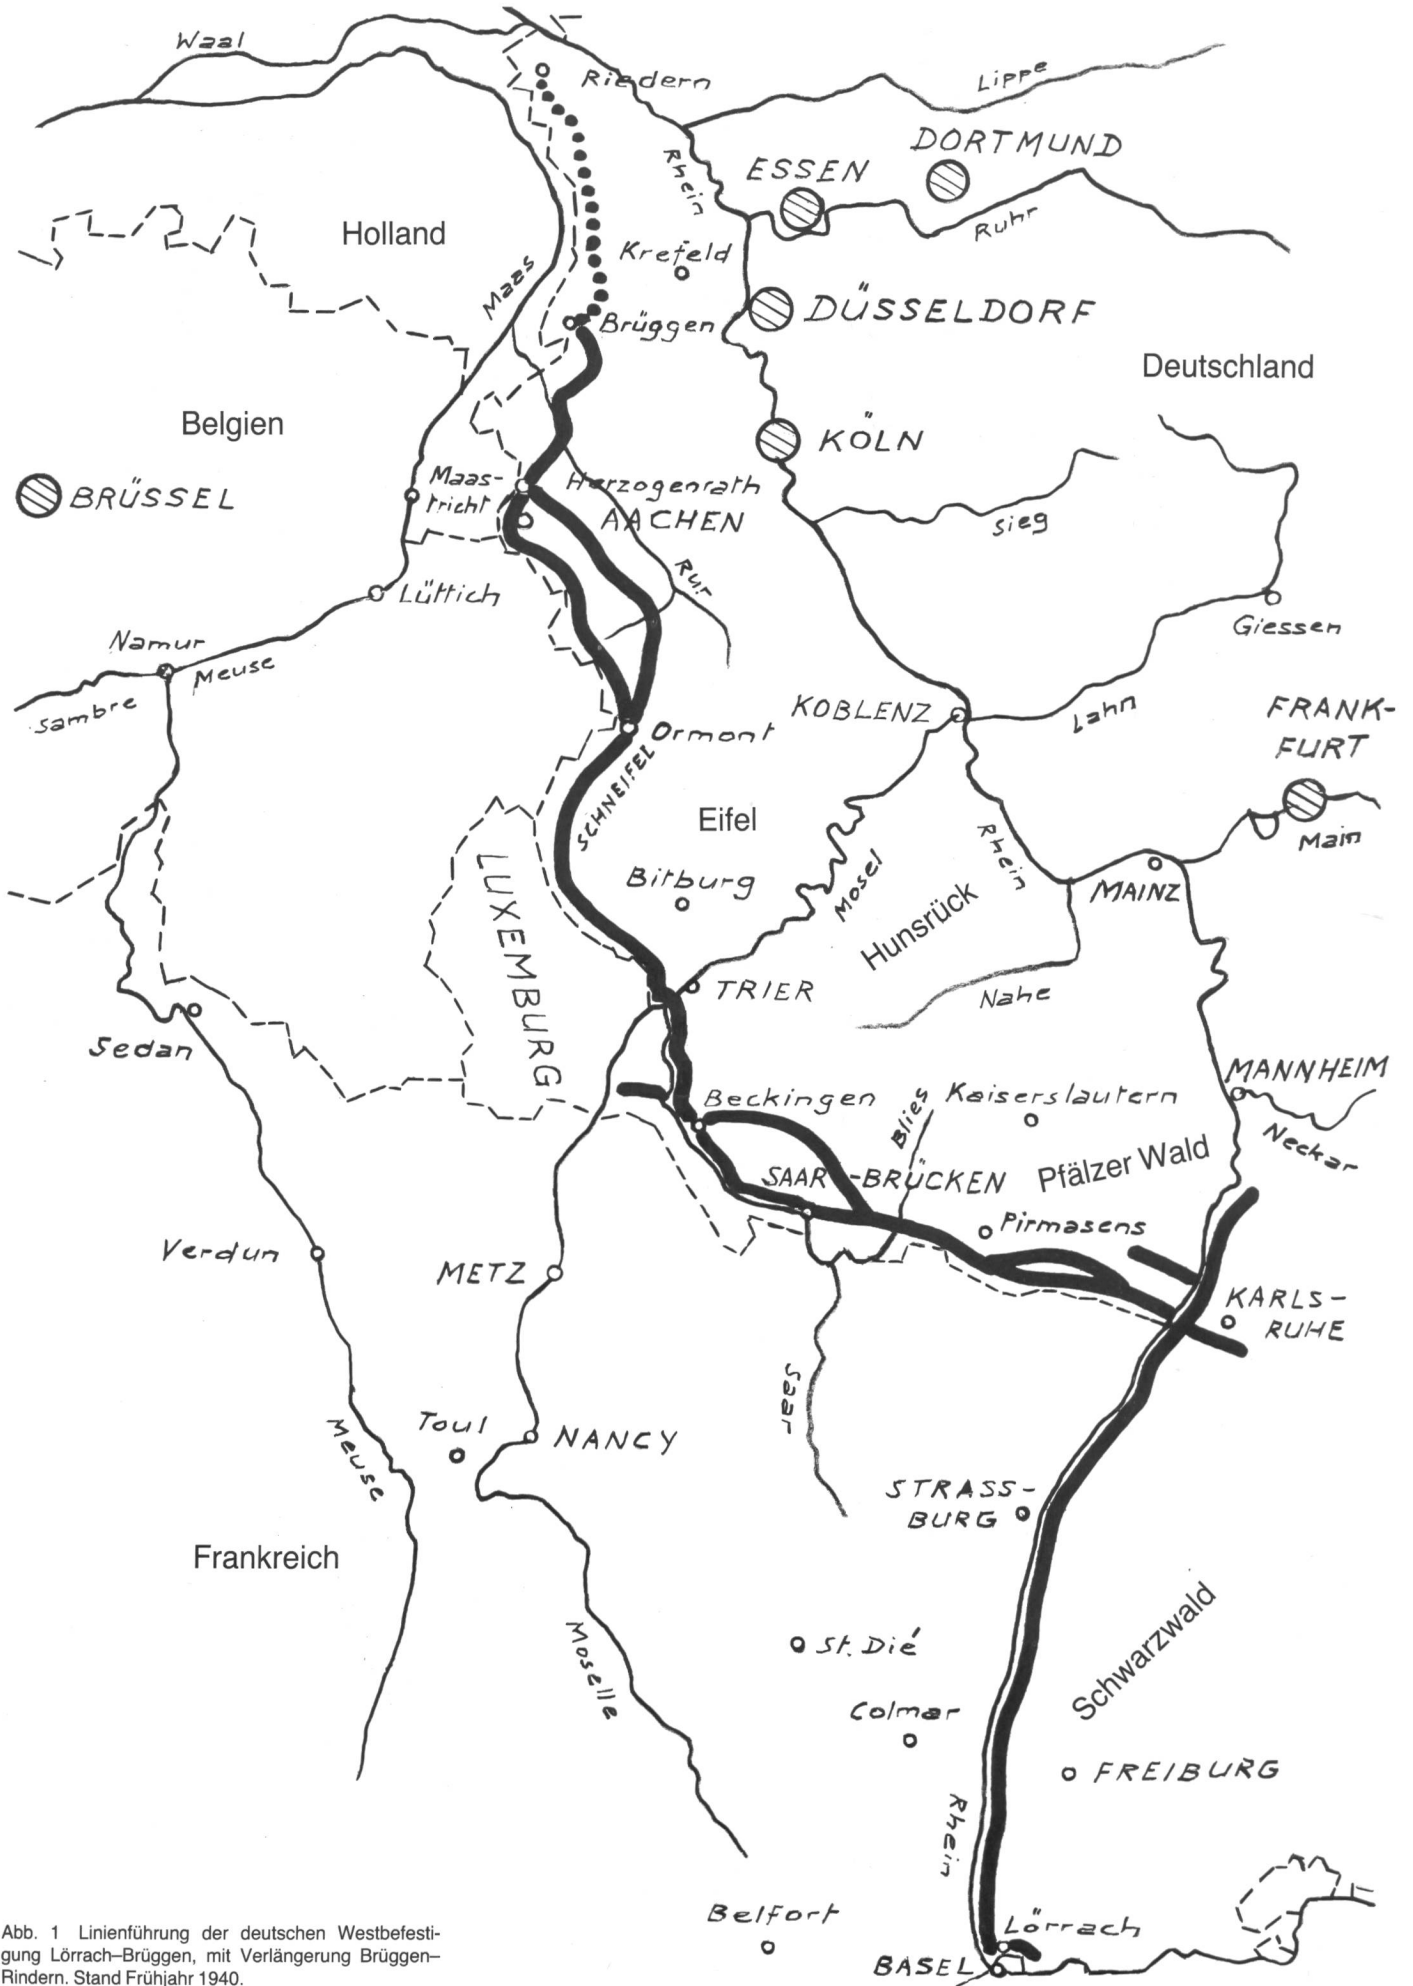 Waal
Riedern
Lippe
DORTMUND
ESSEN
Rhein
Ruhr
Holland
Krefeld
Maas
DÜSSELDORF
Brüggen
Deutschland
Belgien
KÖLN
BRÜSSEL
Maas-
tricht
Herzogenrath
AACHEN
Sieg
Rur
Lüttich
Giessen
Namur
Meuse
Sambre
KOBLENZ
Lahn
FRANK-
FURT
Ormont
SCHNEIFEL
Eifel
Main
Rhein
Mosel
LUXEMBURG
Bitburg
MAINZ
Hunsrück
TRIER
Nahe
Sedan
MANNHEIM
Beckingen
Blies
Kaiserslautern
Neckar
Pfälzer Wald
SAAR-BRÜCKEN
Pirmasens
Verdun
METZ
KARLS-
RUHE
Saar
Toul
NANCY
Meuse
STRASS-
BURG
Frankreich
Schwarzwald
St. Dié
Moselle
Colmar
FREIBURG
Rhein
Belfort
Lörrach
BASEL
Abb. 1 Linienführung der deutschen Westbefesti-
gung Lörrach–Brüggen, mit Verlängerung Brüggen–
Rindern. Stand Frühjahr 1940.